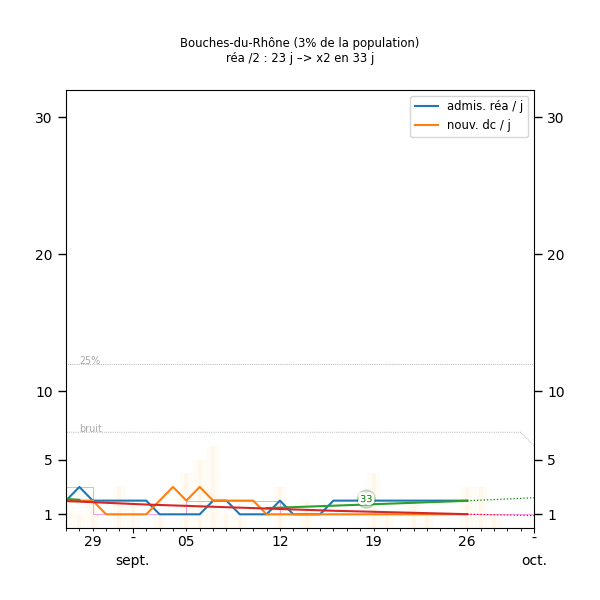 Bouches-du-Rhône (3% de la population)
réa /2 : 23 j –> x2 en 33 j
admis. réa / j
nouv. dc / j
30
30
20
20
25%
10
10
bruit
5
5
33
1
1
29
05
12
19
26
sept.
oct.